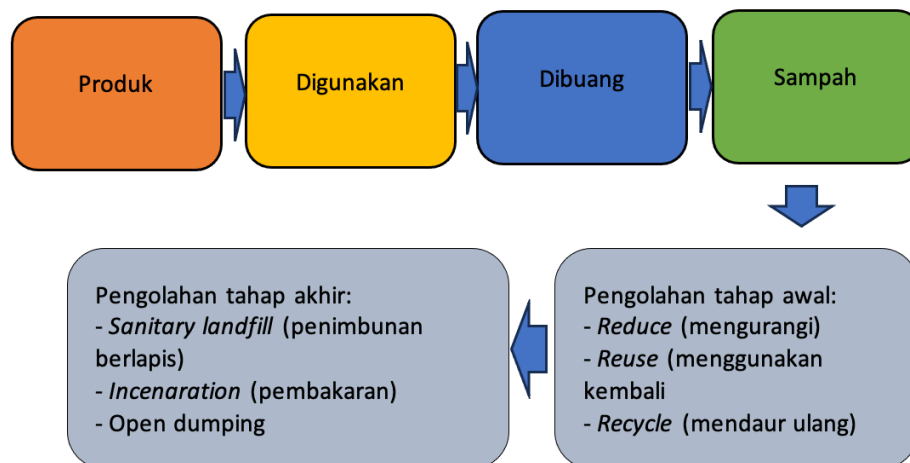 Produk
Digunakan
Dibuang
Sampah
Pengolahan tahap awal:
- Reduce (mengurangi)
- Reuse (menggunakan
kembali
- Recycle (mendaur ulang)
Pengolahan tahap akhir:
- Sanitary landfill (penimbunan
berlapis)
- Incenaration (pembakaran)
- Open dumping